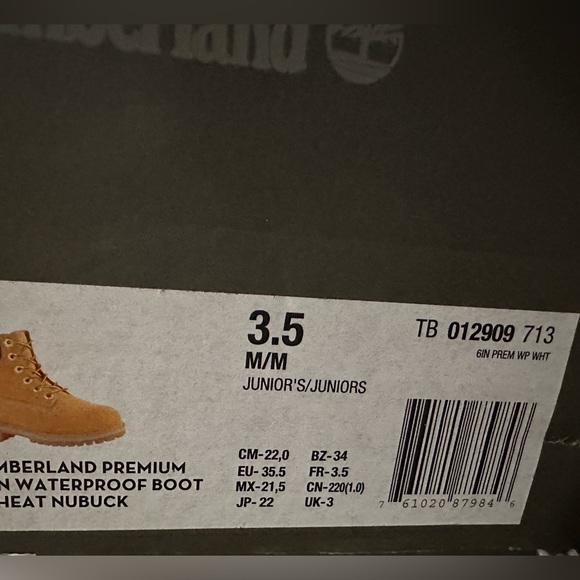 mberland
3.5
M/M
JUNIOR'S/JUNIORS
TB 012909 713
6IN PREM WP WHT
MBERLAND PREMIUM
N WATERPROOF BOOT
HEAT NUBUCK
CM-22,0 BZ-34
EU-35.5 FR-3.5
MX-21,5 CN-220(1.0)
JP-22 UK-3
7 61020 87984 6